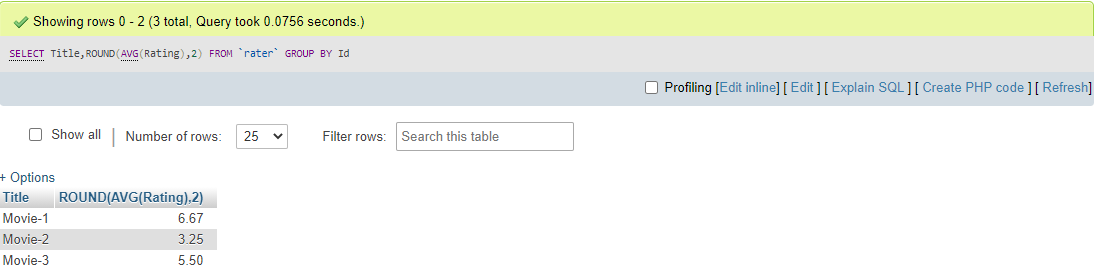 Showing rows 0 - 2 (3 total, Query took 0.0756 seconds.)
SELECT Title,ROUND(AVG(Rating),2) FROM `rater` GROUP BY Id
Profiling [Edit inline] [ Edit ] [ Explain SQL ] [ Create PHP code ] [ Refresh]
Show all | Number of rows: 25 Filter rows: Search this table
+ Options
Title ROUND(AVG(Rating),2)
Movie-1 6.67
Movie-2 3.25
Movie-3 5.50